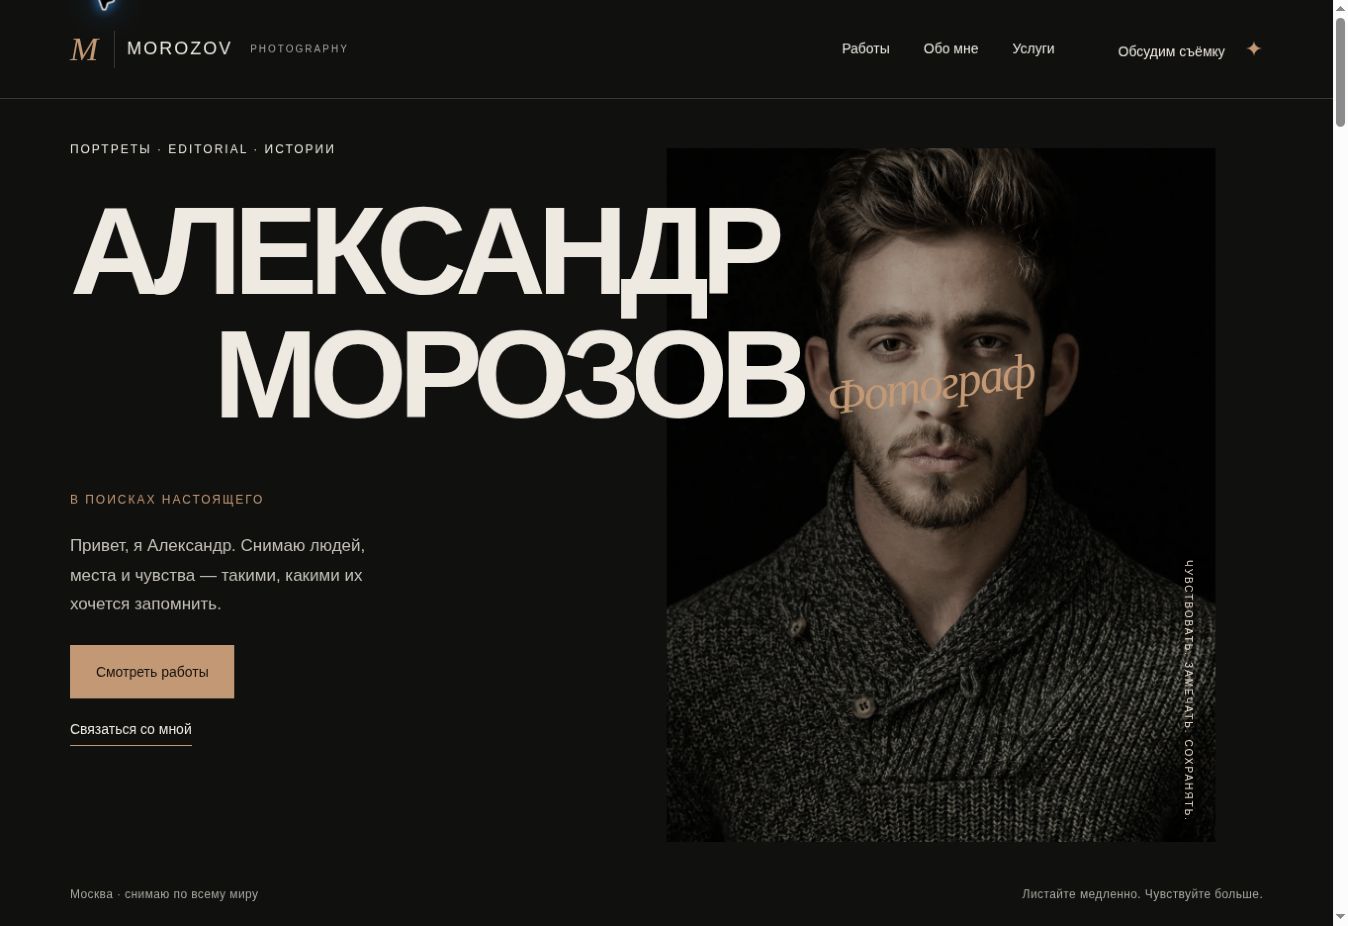 M MOROZOV PHOTOGRAPHY
Работы Обо мне Услуги Обсудим съёмку
ПОРТРЕТЫ · EDITORIAL · ИСТОРИИ
АЛЕКСАНДР
МОРОЗОВ
Фотограф
В ПОИСКАХ НАСТОЯЩЕГО
Привет, я Александр. Снимаю людей,
места и чувства — такими, какими их
хочется запомнить.
Смотреть работы
Связаться со мной
ЧУВСТВОВАТЬ. ЗАМЕЧАТЬ. СОХРАНЯТЬ.
Москва · снимаю по всему миру
Листайте медленно. Чувствуйте больше.